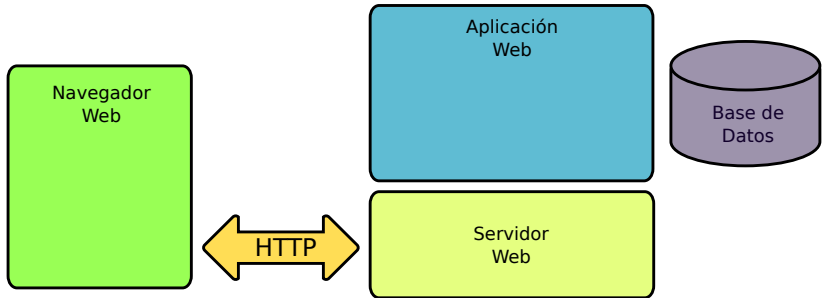 Navegador
Web
HTTP
Aplicación
Web
Servidor
Web
Base de
Datos